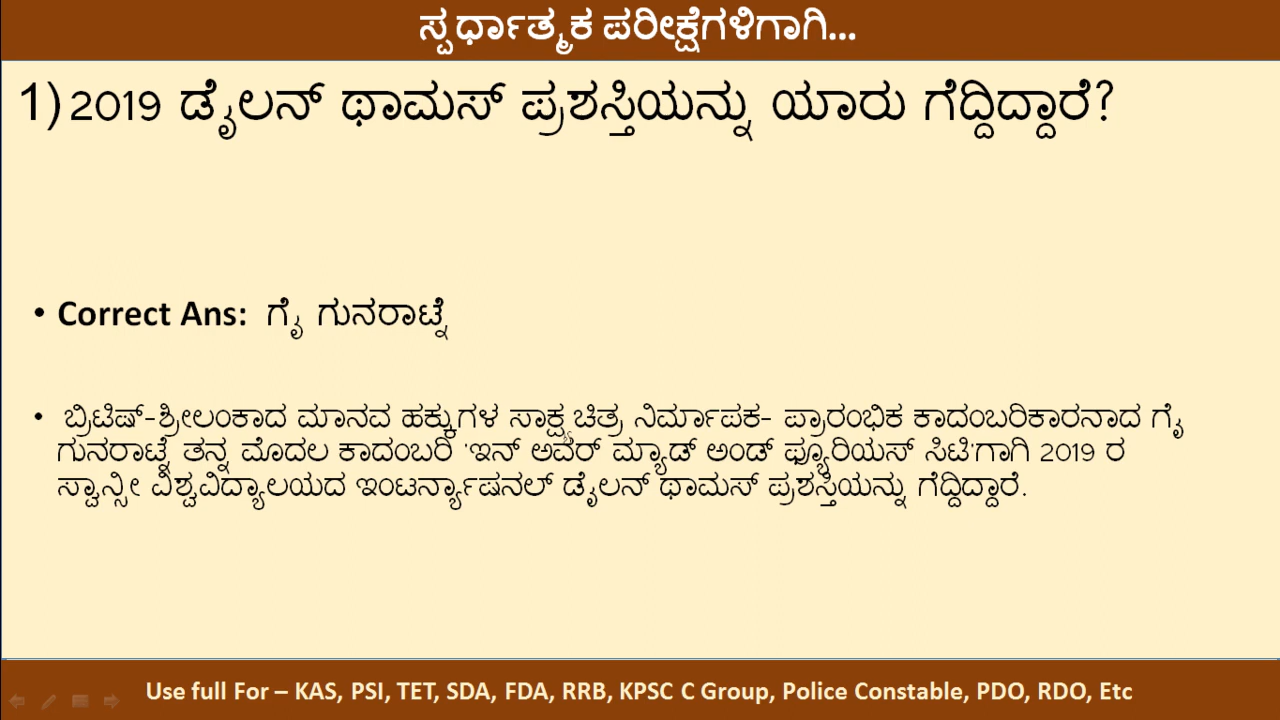 ಸ್ಪರ್ಧಾತ್ಮಕ ಪರೀಕ್ಷೆಗಳಿಗಾಗಿ...
1) 2019 ಡೈಲನ್ ಥಾಮಸ್ ಪ್ರಶಸ್ತಿಯನ್ನು ಯಾರು ಗೆದ್ದಿದ್ದಾರೆ?
• Correct Ans: ಗೈ ಗುನರಾಟ್ನೆ
• ಬ್ರಿಟಿಷ್-ಶ್ರೀಲಂಕಾದ ಮಾನವ ಹಕ್ಕುಗಳ ಸಾಕ್ಷ್ಯಚಿತ್ರ ನಿರ್ಮಾಪಕ- ಪ್ರಾರಂಭಿಕ ಕಾದಂಬರಿಕಾರನಾದ ಗೈ
ಗುನರಾಟ್ನೆ ತನ್ನ ಮೊದಲ ಕಾದಂಬರಿ 'ಇನ್ ಅವರ್ ಮ್ಯಾಡ್ ಅಂಡ್ ಫ್ಯೂರಿಯಸ್ ಸಿಟಿ'ಗಾಗಿ 2019 ರ
ಸ್ವಾನ್ಸೀ ವಿಶ್ವವಿದ್ಯಾಲಯದ ಇಂಟರ್ನ್ಯಾಷನಲ್ ಡೈಲನ್ ಥಾಮಸ್ ಪ್ರಶಸ್ತಿಯನ್ನು ಗೆದ್ದಿದ್ದಾರೆ.
Use full For – KAS, PSI, TET, SDA, FDA, RRB, KPSC C Group, Police Constable, PDO, RDO, Etc